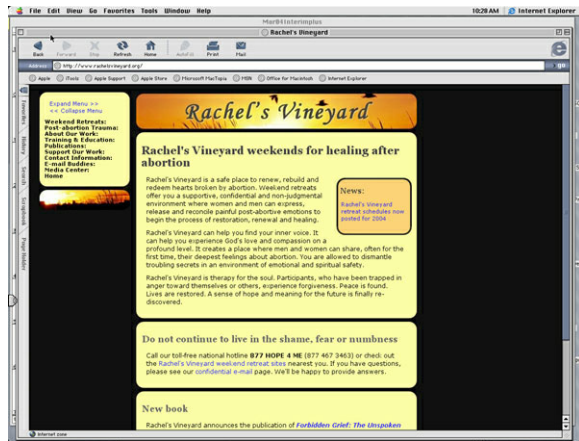 File Edit View Go Favorites Tools Window Help
10:28 AM Internet Explorer
Rachel's Vineyard
Back Forward Stop Refresh Home AutoFill Print Mail
Address http://www.rachelsvineyard.org/
go
Apple iTools Apple Support Apple Store Microsoft MacTopia MSN Office for Macintosh Internet Explorer
Favorites
History
Search
Scrapbook
Page Holder
Expand Menu >>
<< Collapse Menu
Weekend Retreats:
Post-abortion Trauma:
About Our Work:
Training & Education:
Publications:
Support Our Work:
Contact Information:
E-mail Buddies:
Media Center:
Home
Rachel's Vineyard
Rachel's Vineyard weekends for healing after
abortion
Rachel's Vineyard is a safe place to renew, rebuild and
redeem hearts broken by abortion. Weekend retreats
offer you a supportive, confidential and non-judgmental
environment where women and men can express,
release and reconcile painful post-abortive emotions to
begin the process of restoration, renewal and healing.
News:
Rachel's Vineyard
retreat schedules now
posted for 2004
Rachel's Vineyard can help you find your inner voice. It
can help you experience God's love and compassion on a
profound level. It creates a place where men and women can share, often for the
first time, their deepest feelings about abortion. You are allowed to dismantle
troubling secrets in an environment of emotional and spiritual safety.
Rachel's Vineyard is therapy for the soul. Participants, who have been trapped in
anger toward themselves or others, experience forgiveness. Peace is found.
Lives are restored. A sense of hope and meaning for the future is finally re-
discovered.
Do not continue to live in the shame, fear or numbness
Call our toll-free national hotline 877 HOPE 4 ME (877 467 3463) or check out
the Rachel's Vineyard weekend retreat sites nearest you. If you have questions,
please see our confidential e-mail page. We'll be happy to provide answers.
New book
Rachel's Vineyard announces the publication of Forbidden Grief: The Unspoken
Internet zone